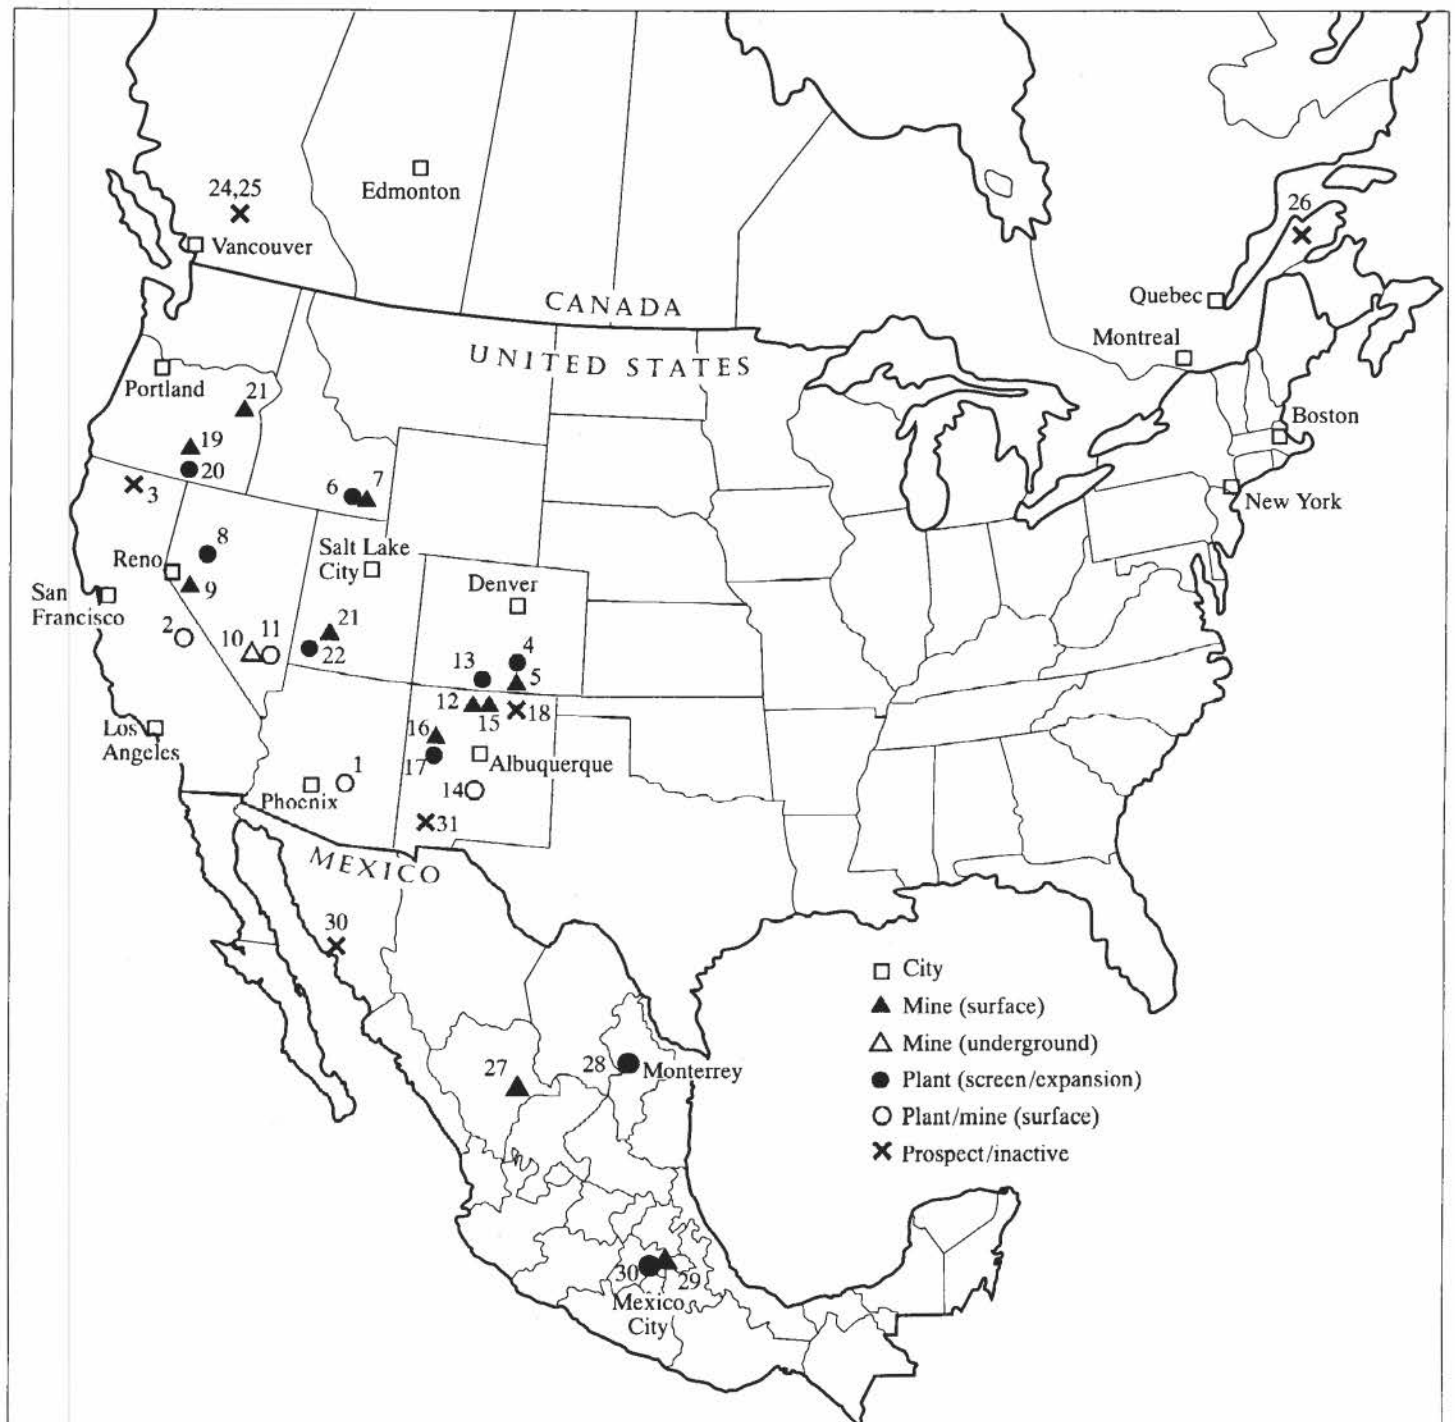 24,25
Edmonton
Vancouver
26
CANADA
Quebec
Montreal
UNITED STATES
Portland
21
Boston
19
20
3
6
7
New York
8
Reno
Salt Lake
City
9
San
Francisco
Denver
2
10
11
21
22
4
13
5
12
15
18
16
Los
Angeles
17
Albuquerque
1
14
Phoenix
31
MEXICO
30
City
Mine (surface)
Mine (underground)
27
28
Monterrey
Plant (screen/expansion)
Plant/mine (surface)
Prospect/inactive
30
29
Mexico
City